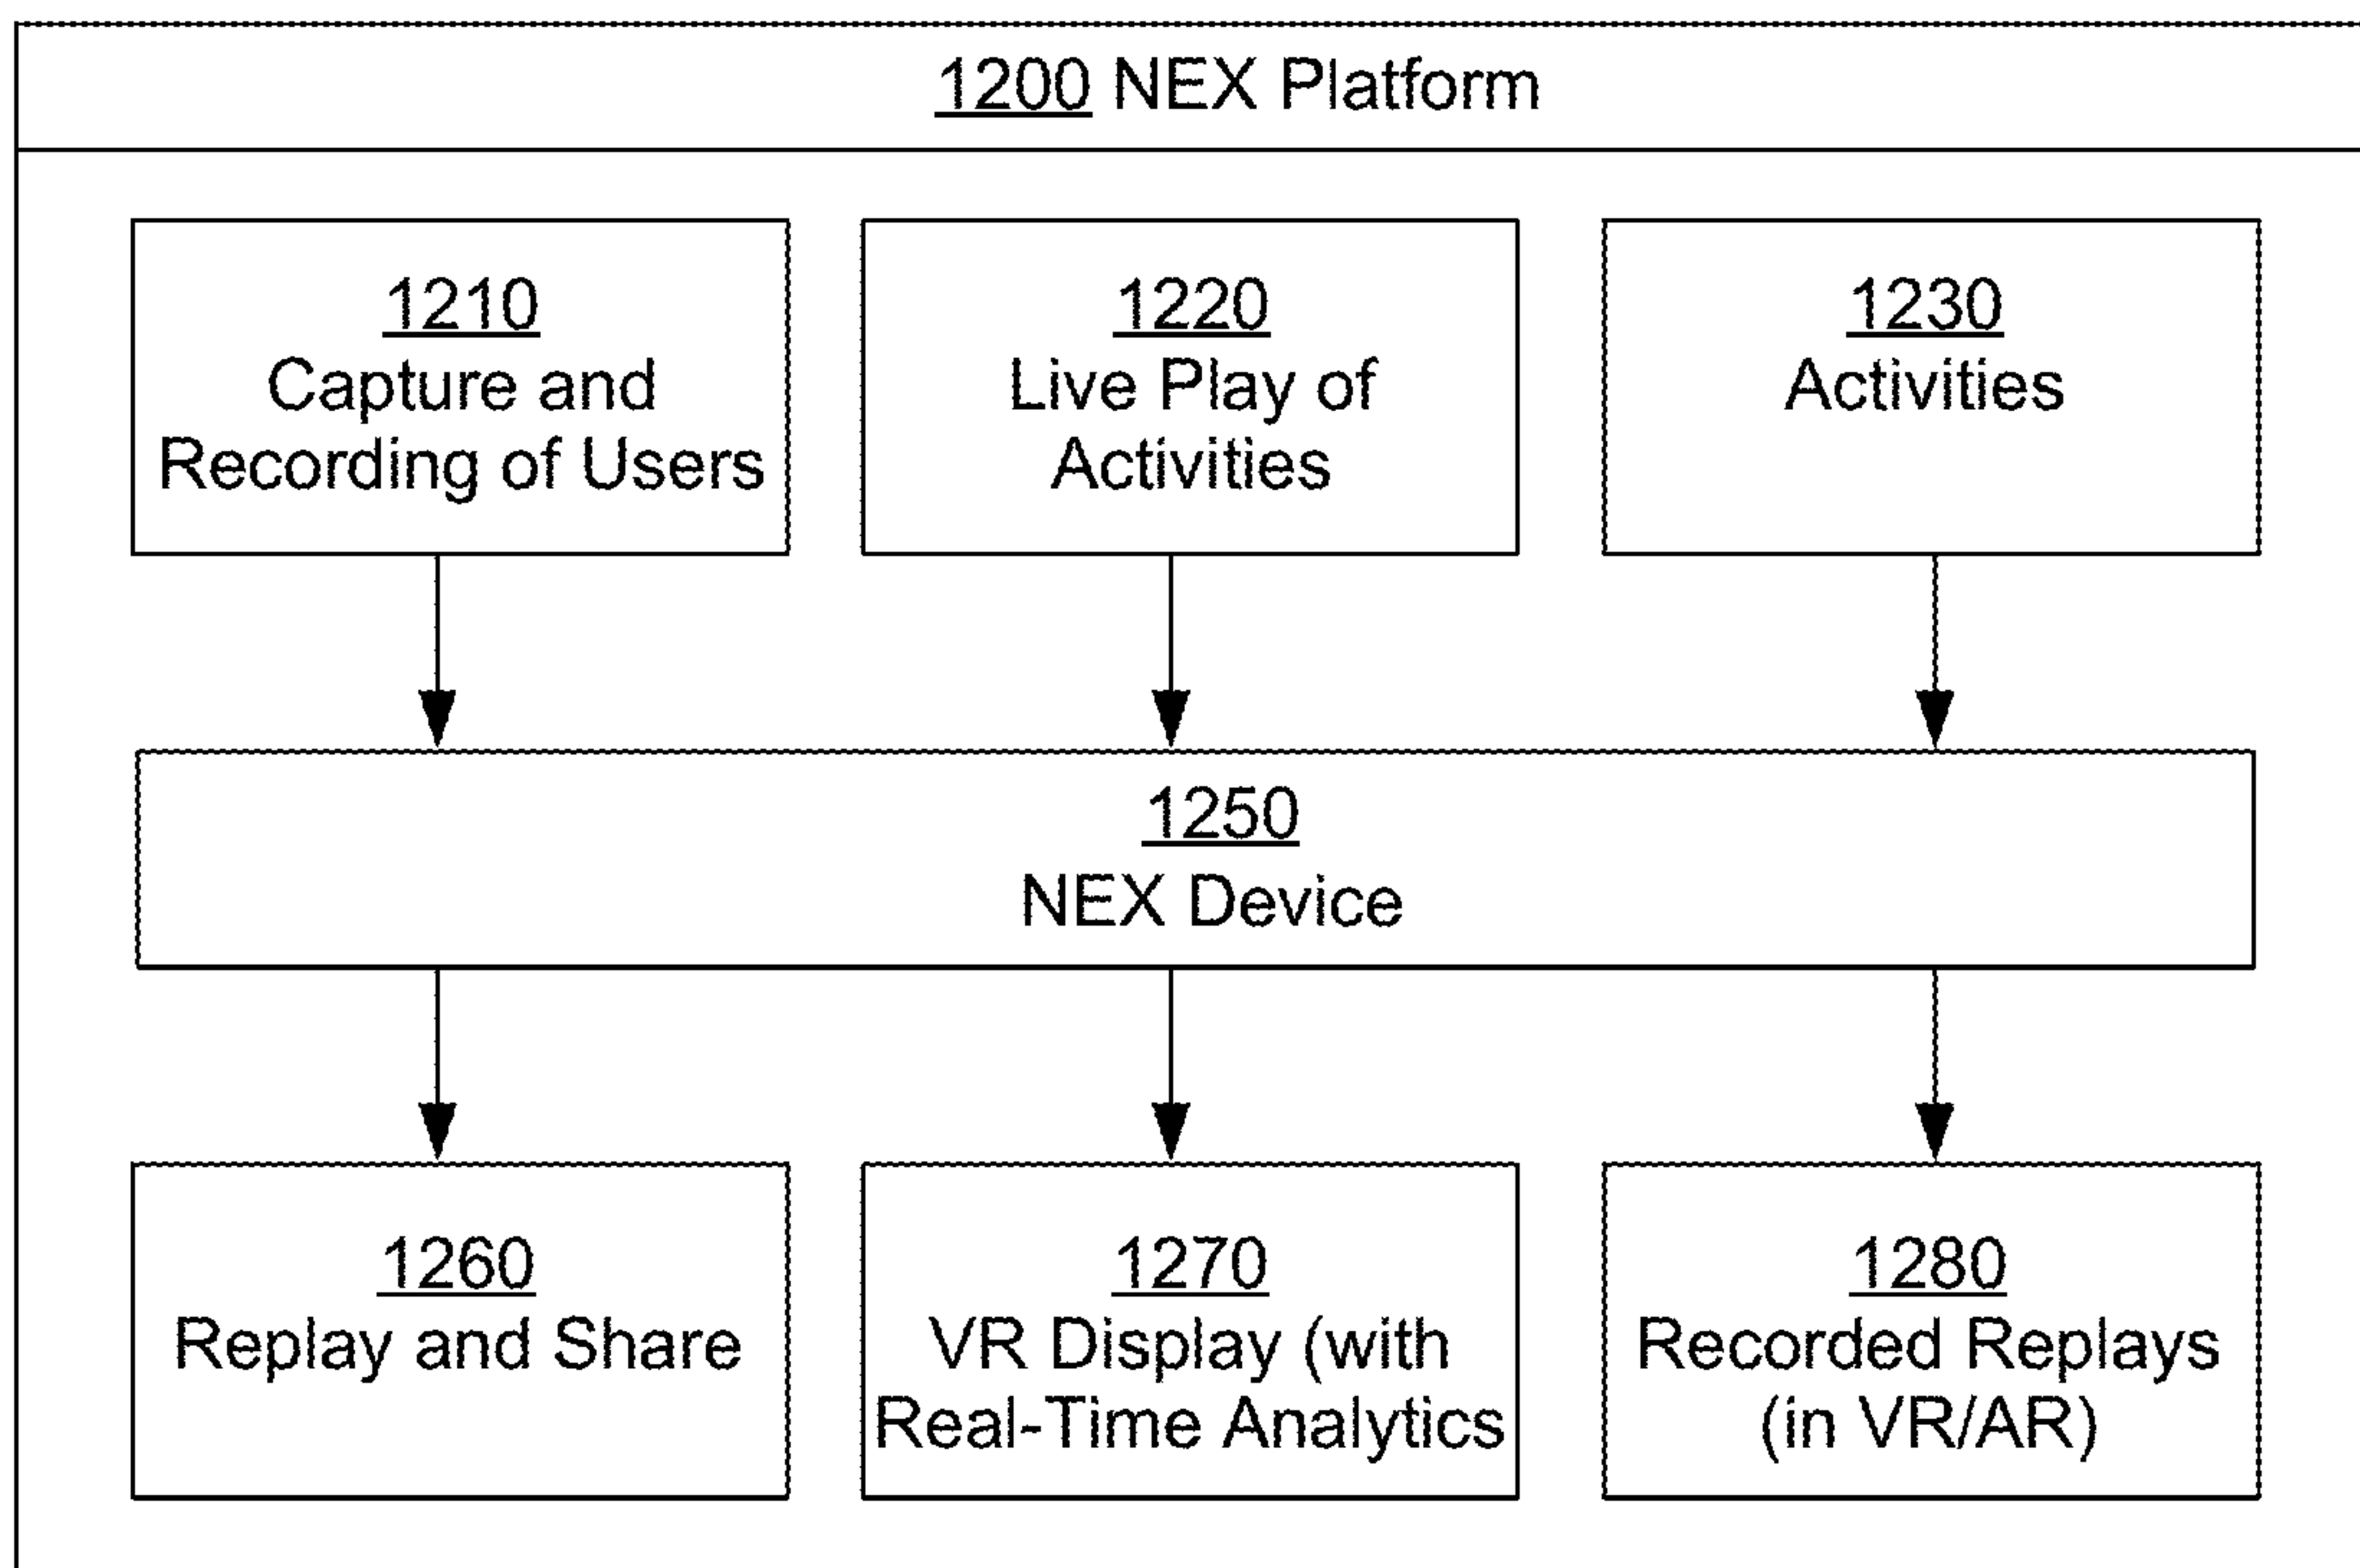 1200 NEX Platform
1210
Capture and
Recording of Users
1220
Live Play of
Activities
1230
Activities
1250
NEX Device
1260
Replay and Share
1270
VR Display (with
Real-Time Analytics
1280
Recorded Replays
(in VR/AR)